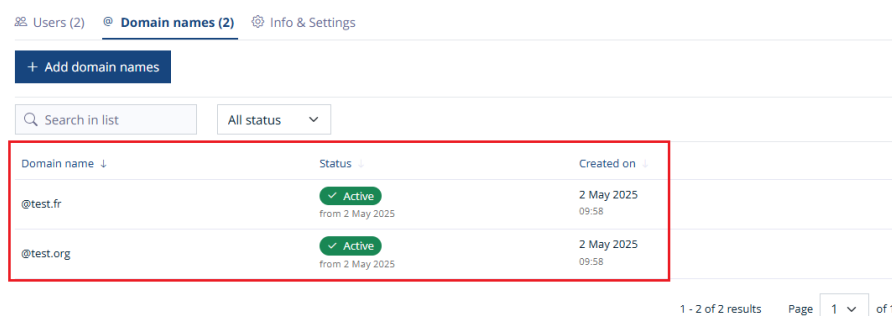 Users (2) @ Domain names (2) Info & Settings
+ Add domain names
Search in list All status
Domain name ↓ Status ↓ Created on ↓
@test.fr Active 2 May 2025
from 2 May 2025 09:58
@test.org Active 2 May 2025
from 2 May 2025 09:58
1 - 2 of 2 results Page 1 of 1